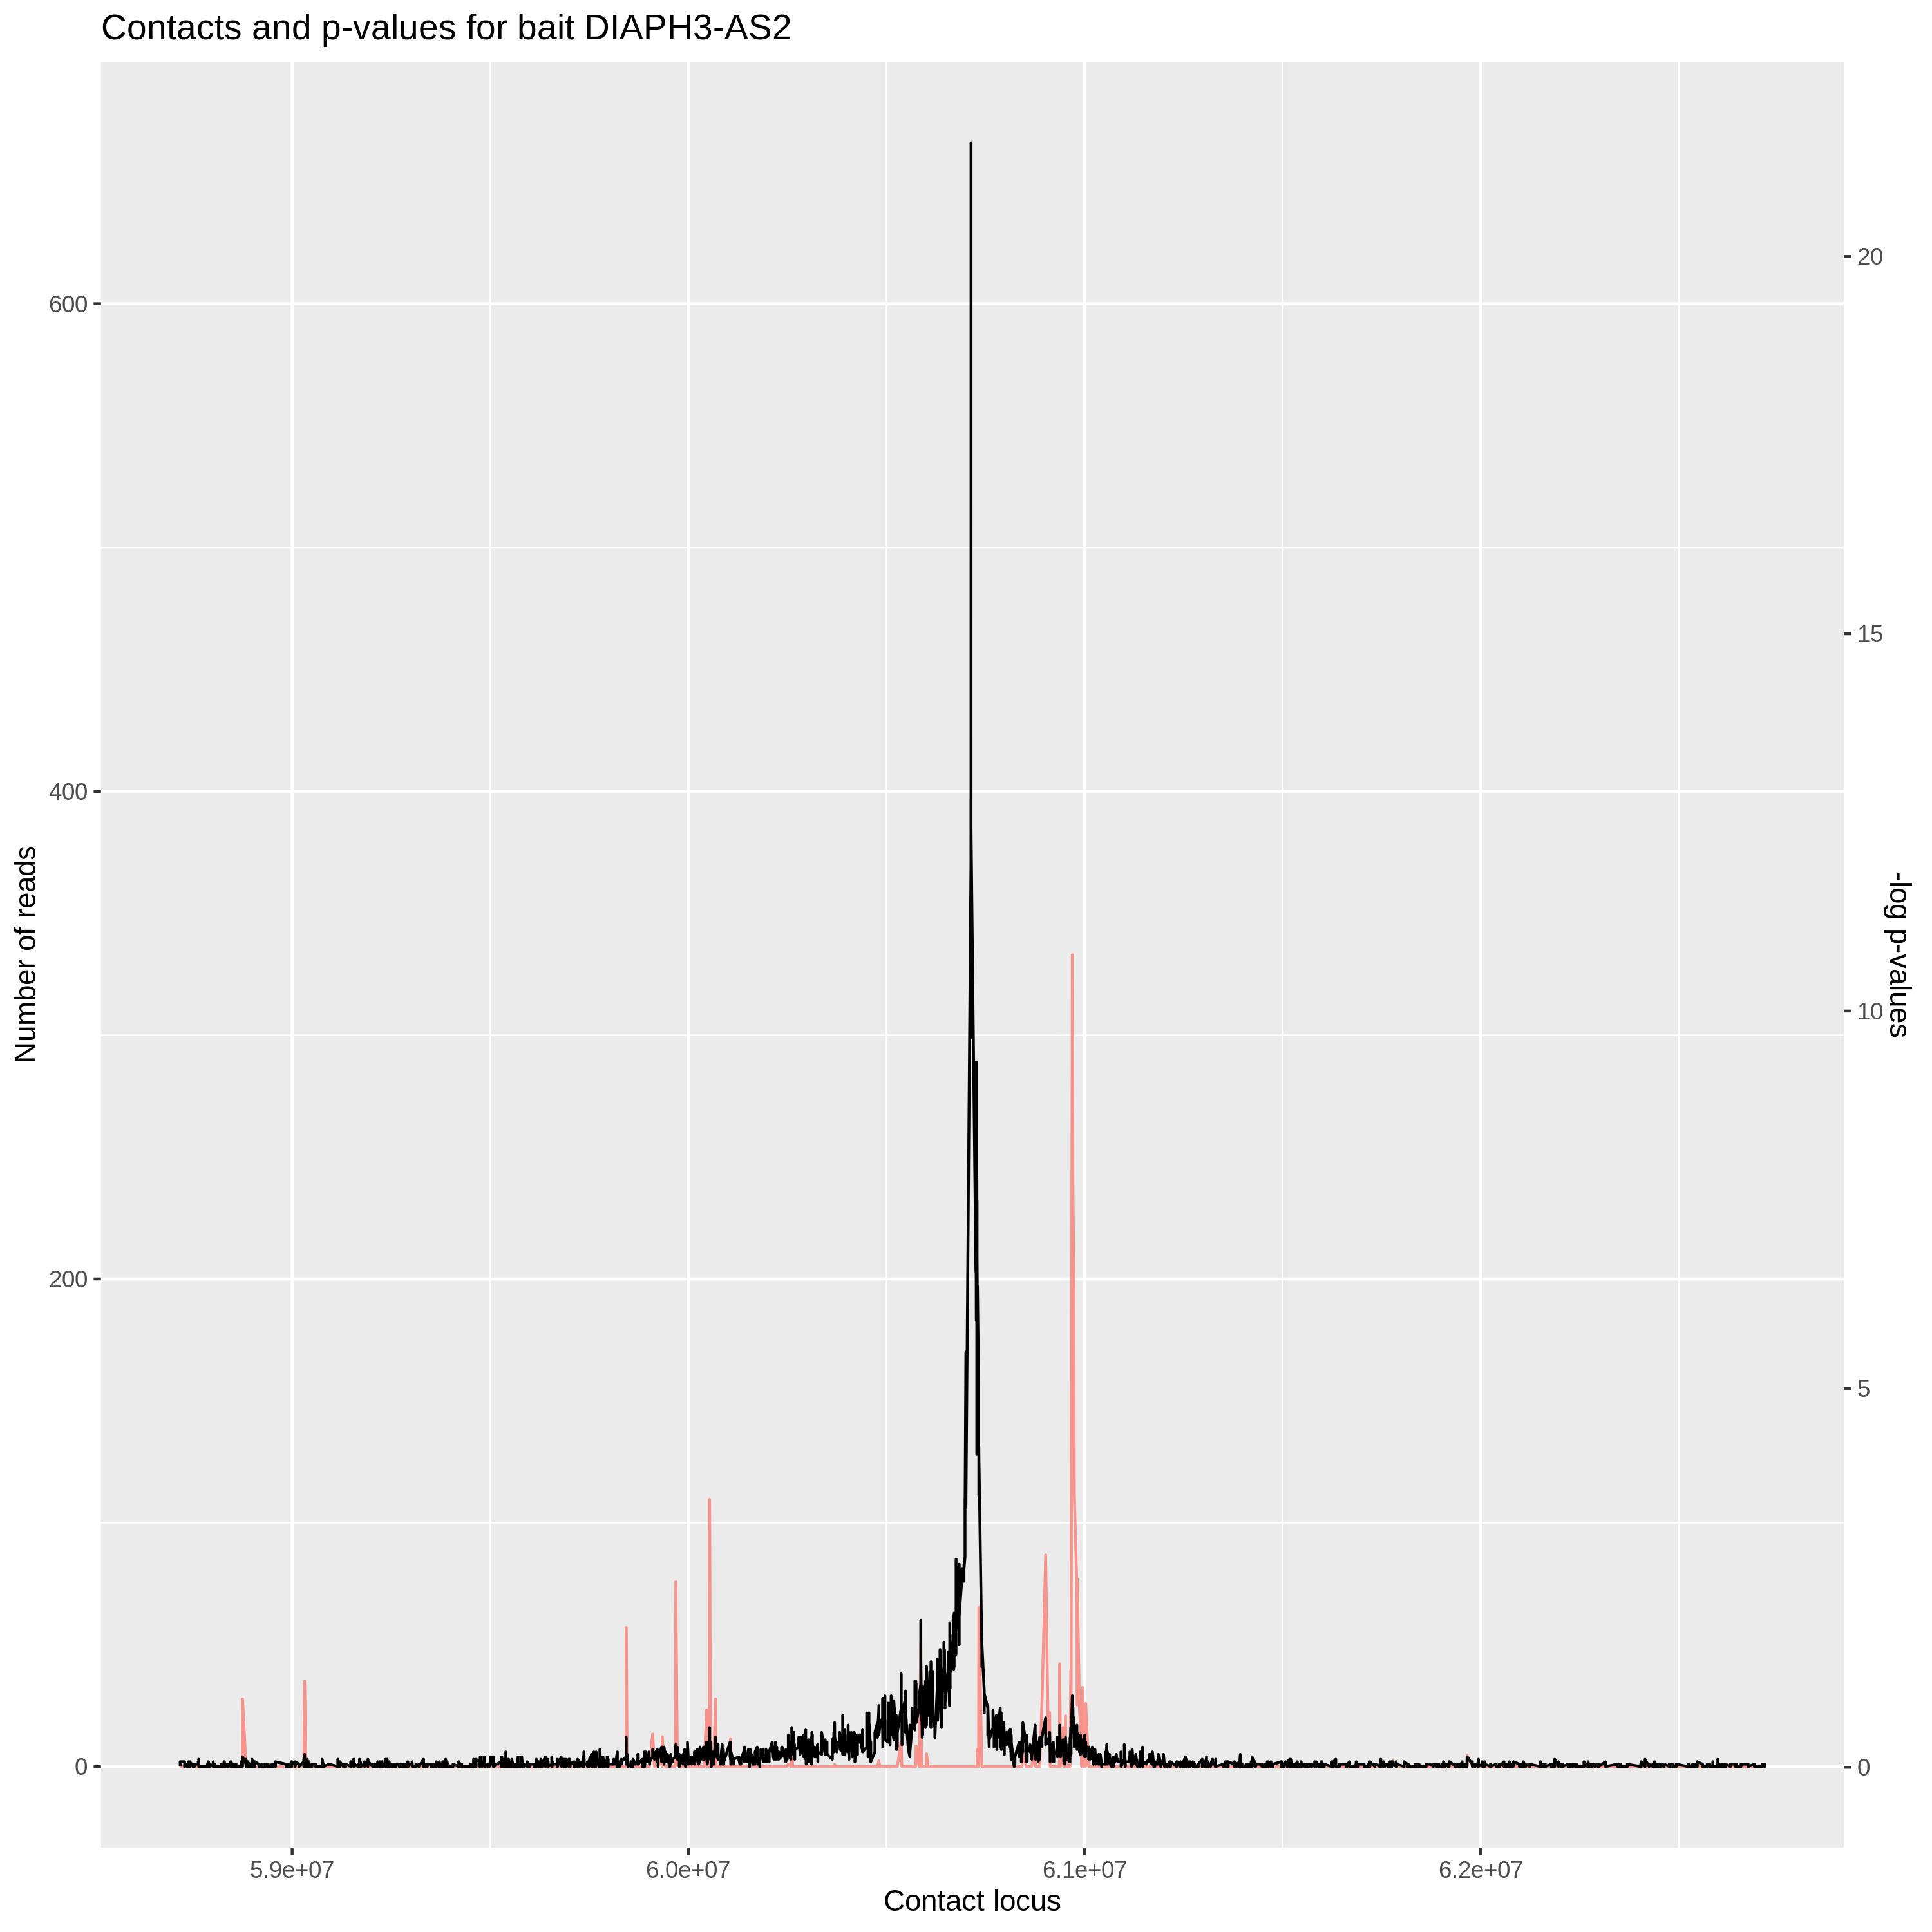 Contacts and p-values for bait DIAPH3-AS2
600
400
200
0
Number of reads
20
15
10
5
0
-log p-values
5.9e+07 6.0e+07 6.1e+07 6.2e+07
Contact locus